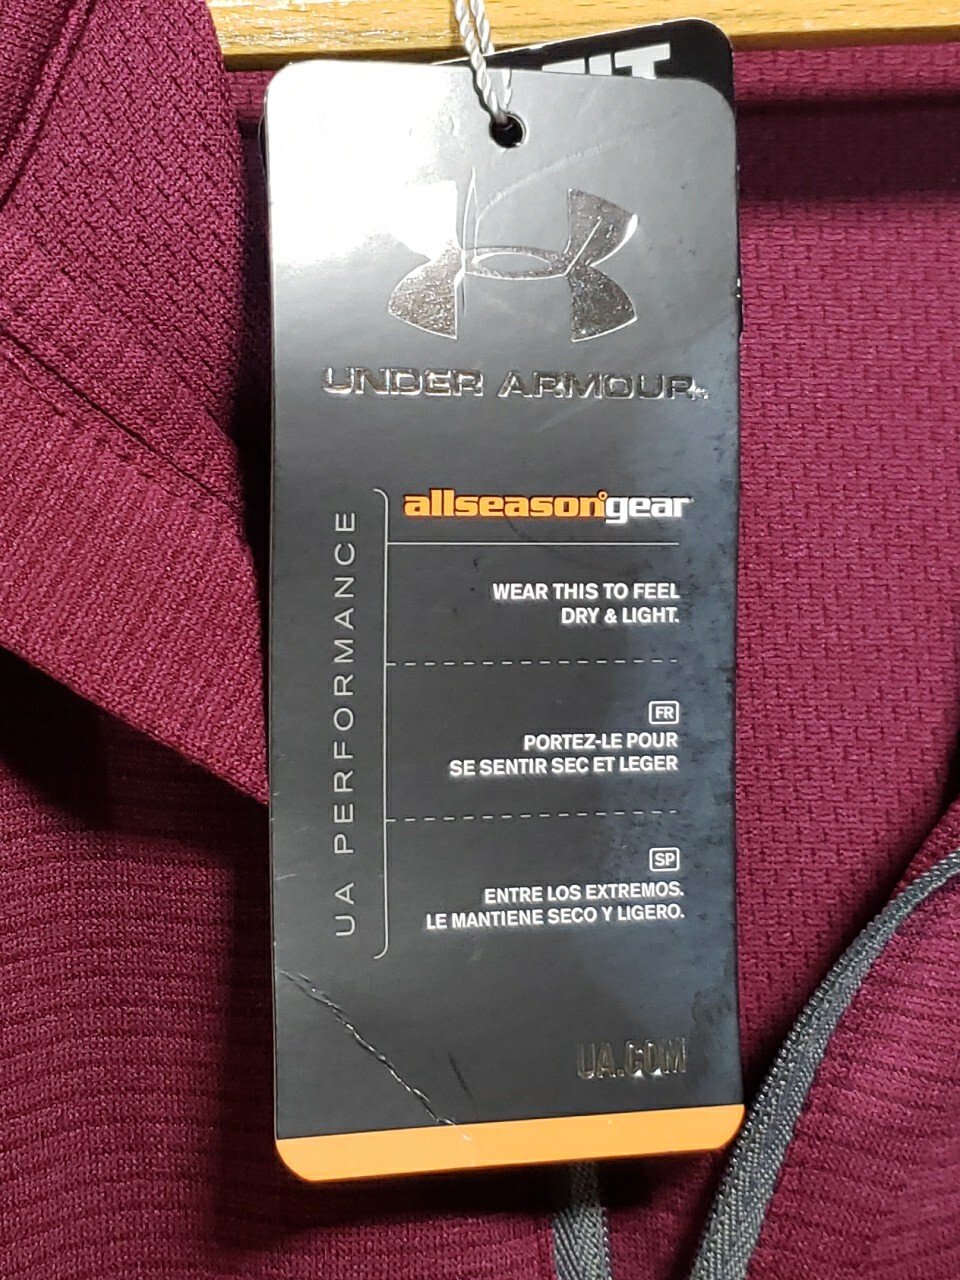 UNDER ARMOUR
allseasongear
UA PERFORMANCE
WEAR THIS TO FEEL
DRY & LIGHT.
FR
PORTEZ-LE POUR
SE SENTIR SEC ET LEGER
SP
ENTRE LOS EXTREMOS.
LE MANTIENE SECO Y LIGERO.
UA.COM